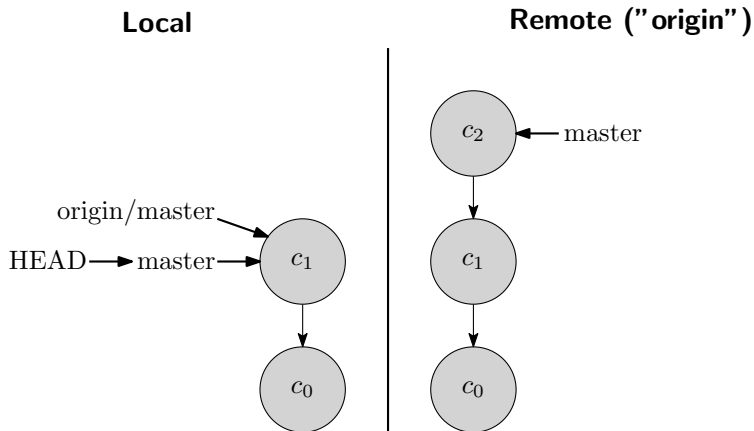 Local
Remote ("origin")
c2
master
origin/master
HEAD master c1
c1
c0
c0